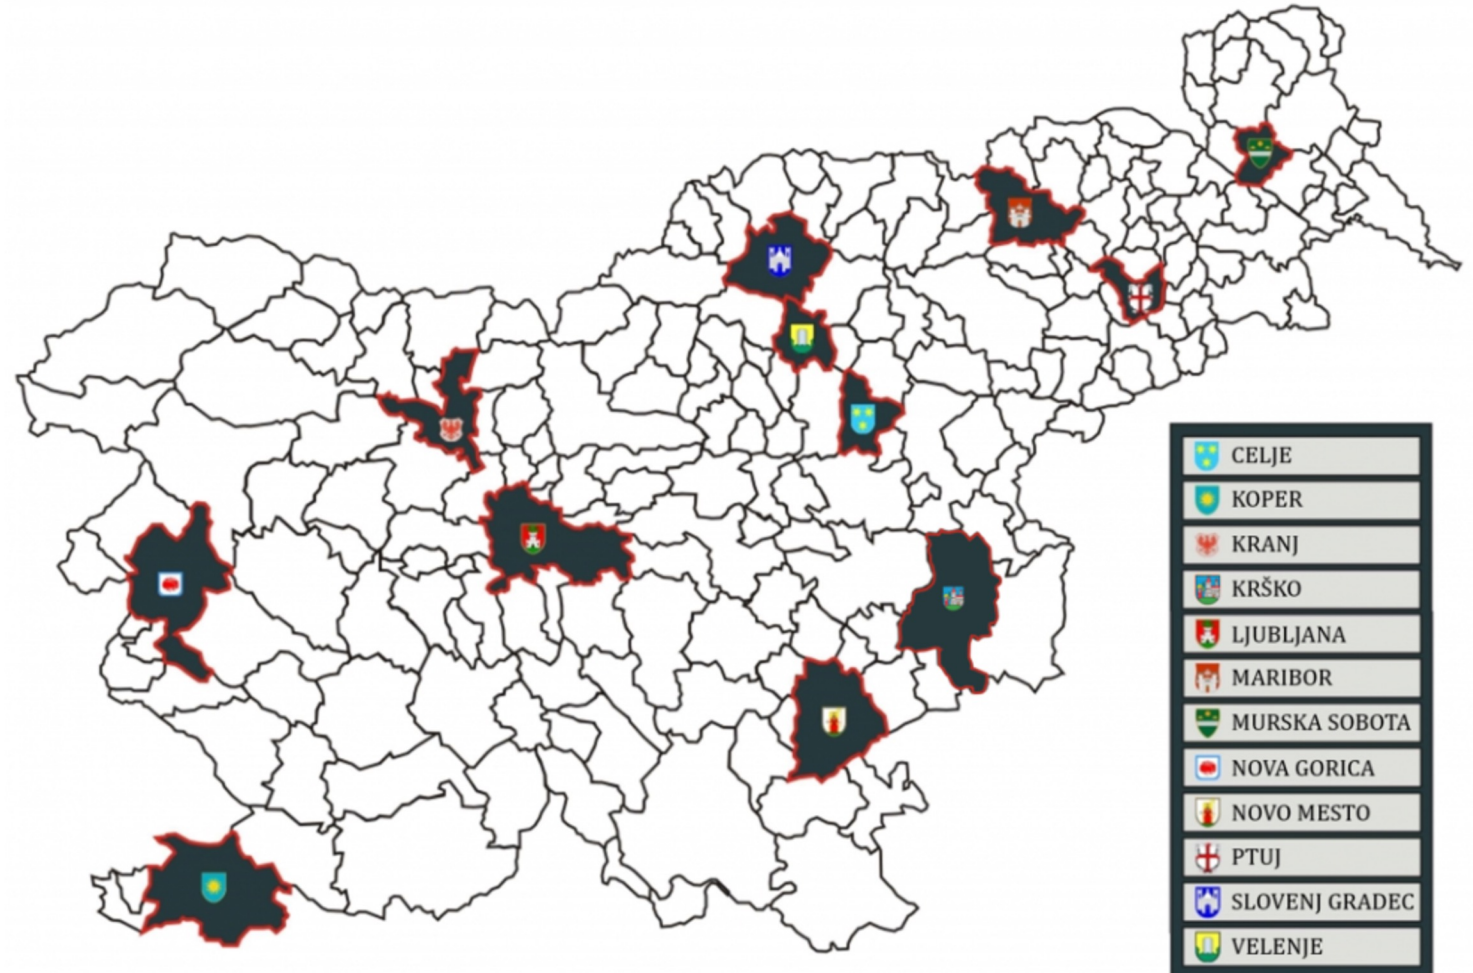 CELJE
KOPER
KRANJ
KRŠKO
LJUBLJANA
MARIBOR
MURSKA SOBOTA
NOVA GORICA
NOVO MESTO
PTUJ
SLOVENJ GRADEC
VELENJE